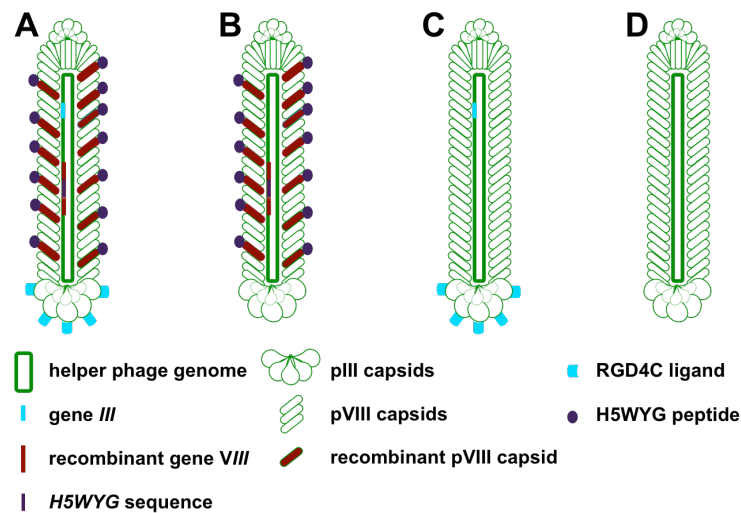 A B C D
helper phage genome pIII capsids RGD4C ligand
gene III pVIII capsids H5WYG peptide
recombinant gene VIII recombinant pVIII capsid
H5WYG sequence